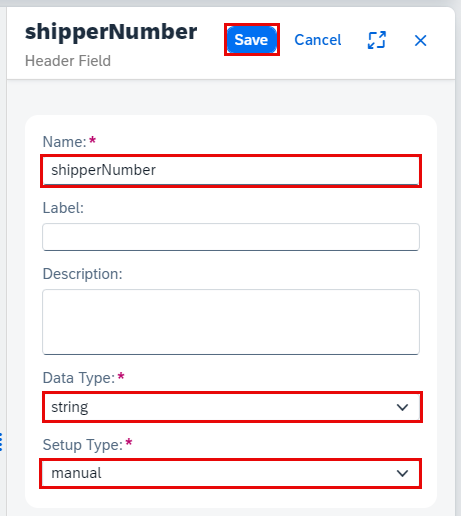 shipperNumber
Save
Cancel
Header Field
Name:*
shipperNumber
Label:
Description:
Data Type:*
string
Setup Type:*
manual